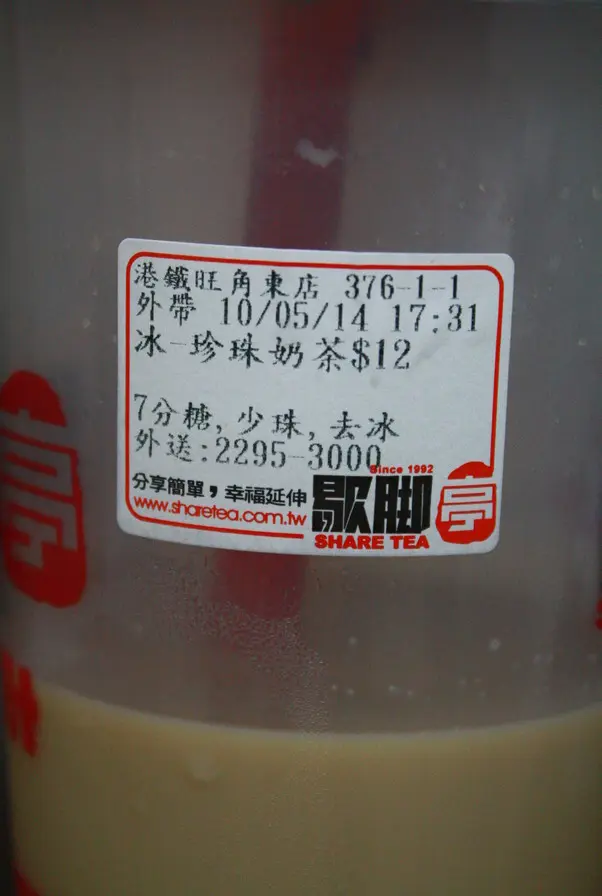 港鐵旺角東店 376-1-1
外帶 10/05/14 17:31
冰-珍珠奶茶$12
7分糖,少珠,去冰
外送:2295-3000
Since 1992
分享簡單，幸福延伸
www.sharetea.com.tw
歇脚亭
SHARE TEA
亭